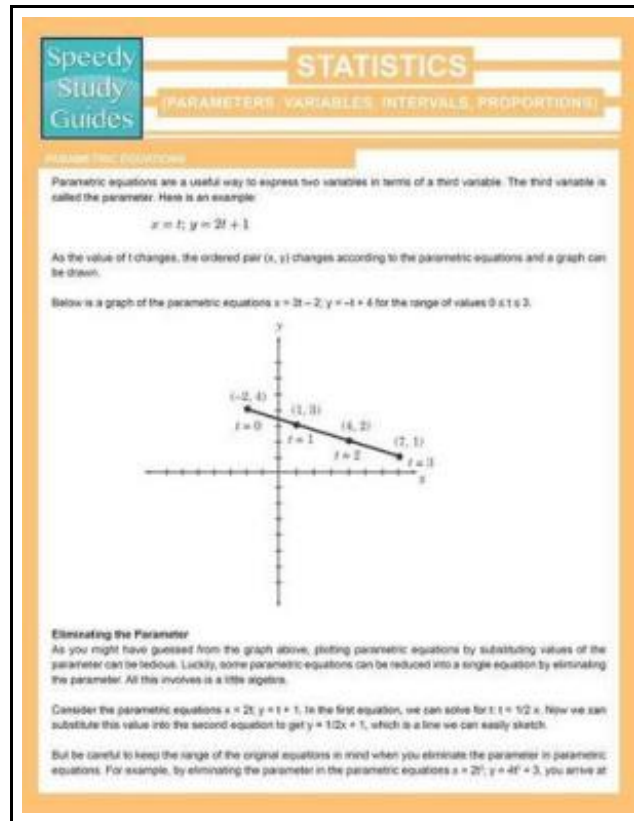 Speedy
Study
Guides
STATISTICS
(PARAMETERS, VARIABLES, INTERVALS, PROPORTIONS)
PARAMETRIC EQUATIONS
Parametric equations are a useful way to express two variables in terms of a third variable. The third variable is
called the parameter. Here is an example:
x = t; y = 2t + 1
As the value of t changes, the ordered pair (x, y) changes according to the parametric equations and a graph can
be drawn.
Below is a graph of the parametric equations x = 3t – 2; y = –t + 4 for the range of values 0 ≤ t ≤ 3.
y
(–2, 4)
(1, 3)
t = 0
(4, 2)
t = 1
(7, 1)
t = 2
t = 3
x
Eliminating the Parameter
As you might have guessed from the graph above, plotting parametric equations by substituting values of the
parameter can be tedious. Luckily, some parametric equations can be reduced into a single equation by eliminating
the parameter. All this involves is a little algebra.
Consider the parametric equations x = 2t; y = t + 1. In the first equation, we can solve for t: t = 1/2 x. Now we can
substitute this value into the second equation to get y = 1/2x + 1, which is a line we can easily sketch.
But be careful to keep the range of the original equations in mind when you eliminate the parameter in parametric
equations. For example, by eliminating the parameter in the parametric equations x = 2t²; y = 4t² + 3, you arrive at